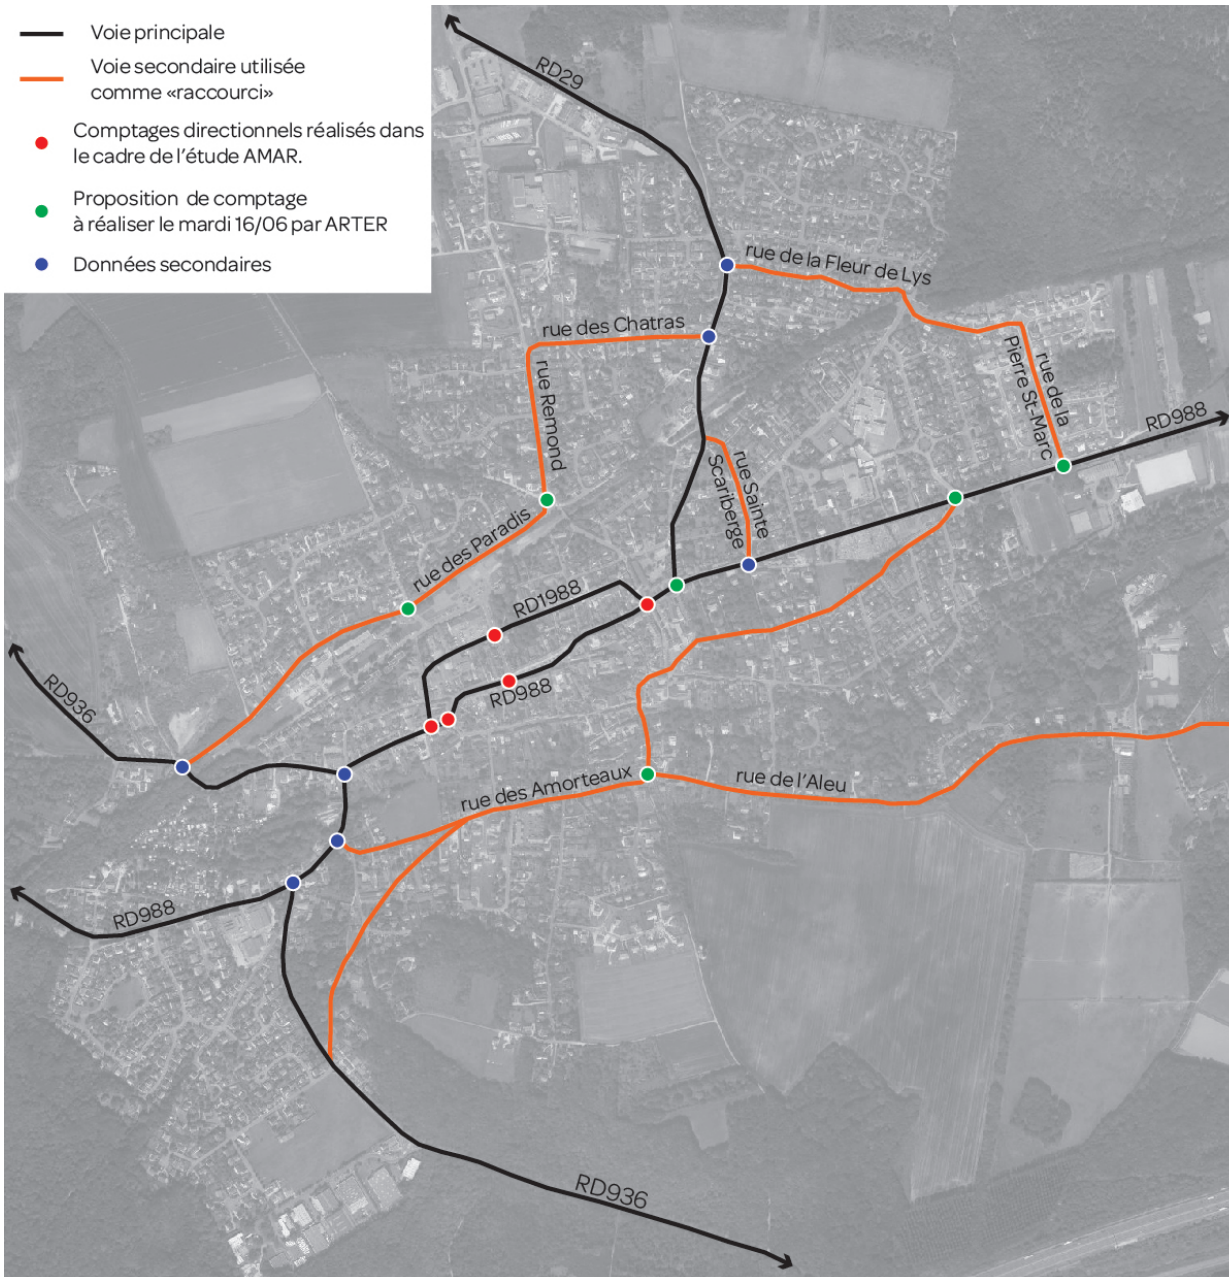 Voie principale
Voie secondaire utilisée
comme «raccourci»
Comptages directionnels réalisés dans
le cadre de l'étude AMAR.
Proposition de comptage
à réaliser le mardi 16/06 par ARTER
Données secondaires
RD29
rue de la Fleur de Lys
rue des Chatras
rue Remond
rue de la
Pierre St-Marc
RD988
rue Sainte
Scariberge
rue des Paradis
RD1988
RD988
RD936
rue des Amorteaux
rue de l'Aleu
RD988
RD936